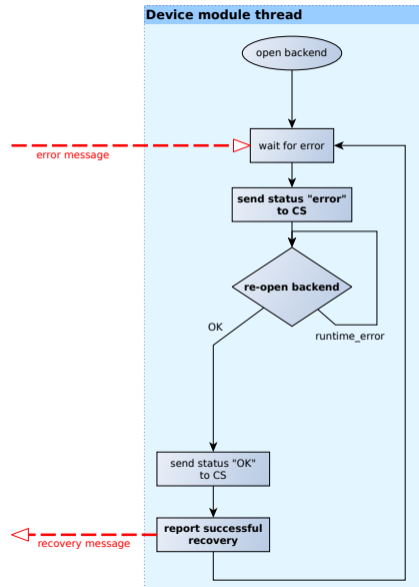 Device module thread
open backend
wait for error
error message
send status "error"
to CS
re-open backend
OK
runtime_error
send status "OK"
to CS
report successful
recovery
recovery message